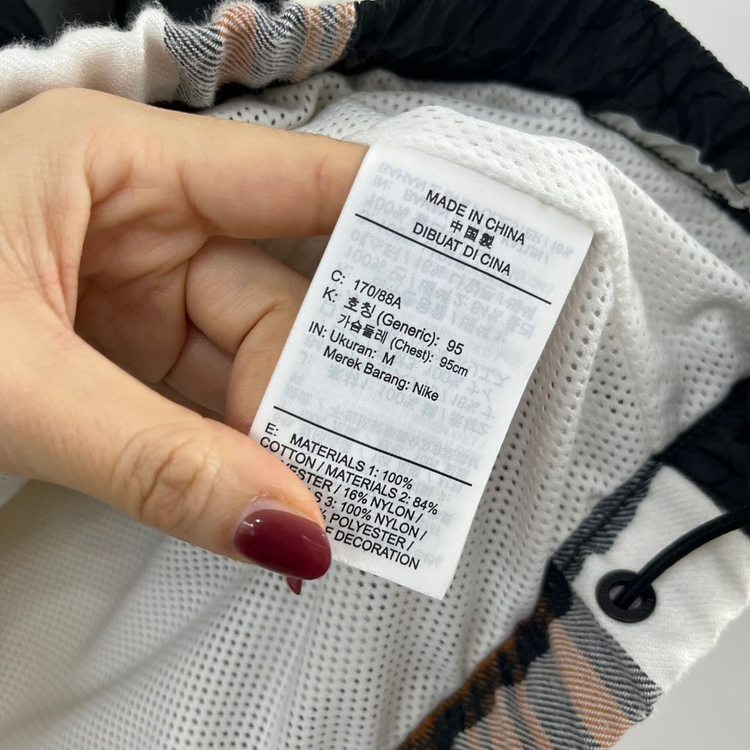 MADE IN CHINA
中国製
DIBUAT DI CINA
C: 170/88A
K: 호칭 (Generic): 95
가슴둘레 (Chest): 95cm
IN: Ukuran: M
Merek Barang: Nike
E: MATERIALS 1: 100%
COTTON / MATERIALS 2: 84%
YESTER / 16% NYLON /
S 3: 100% NYLON /
% POLYESTER /
F DECORATION